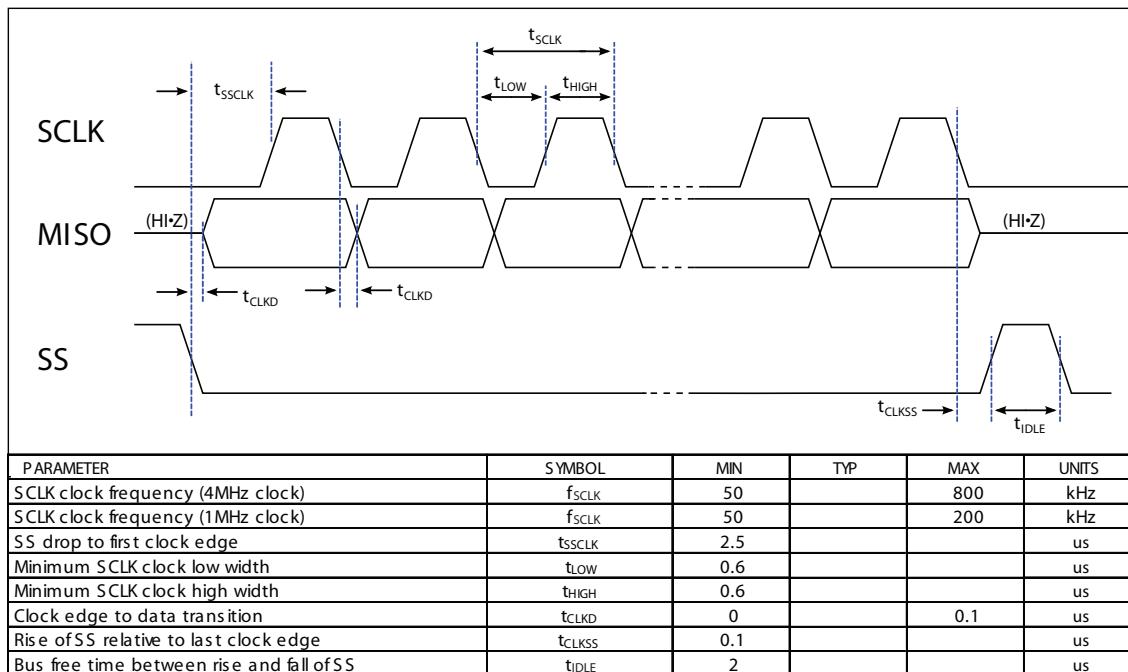 tSCLK
tSSCLK
tLOW
tHIGH
SCLK
(HI•Z)
(HI•Z)
MISO
tCLKD
tCLKD
SS
tCLKSS
tIDLE
PARAMETER SYMBOL MIN TYP MAX UNITS
SCLK clock frequency (4MHz clock) fSCLK 50 800 kHz
SCLK clock frequency (1MHz clock) fSCLK 50 200 kHz
SS drop to first clock edge tSSCLK 2.5 us
Minimum SCLK clock low width tLOW 0.6 us
Minimum SCLK clock high width tHIGH 0.6 us
Clock edge to data transition tCLKD 0 0.1 us
Rise of SS relative to last clock edge tCLKSS 0.1 us
Bus free time between rise and fall of SS tIDLE 2 us